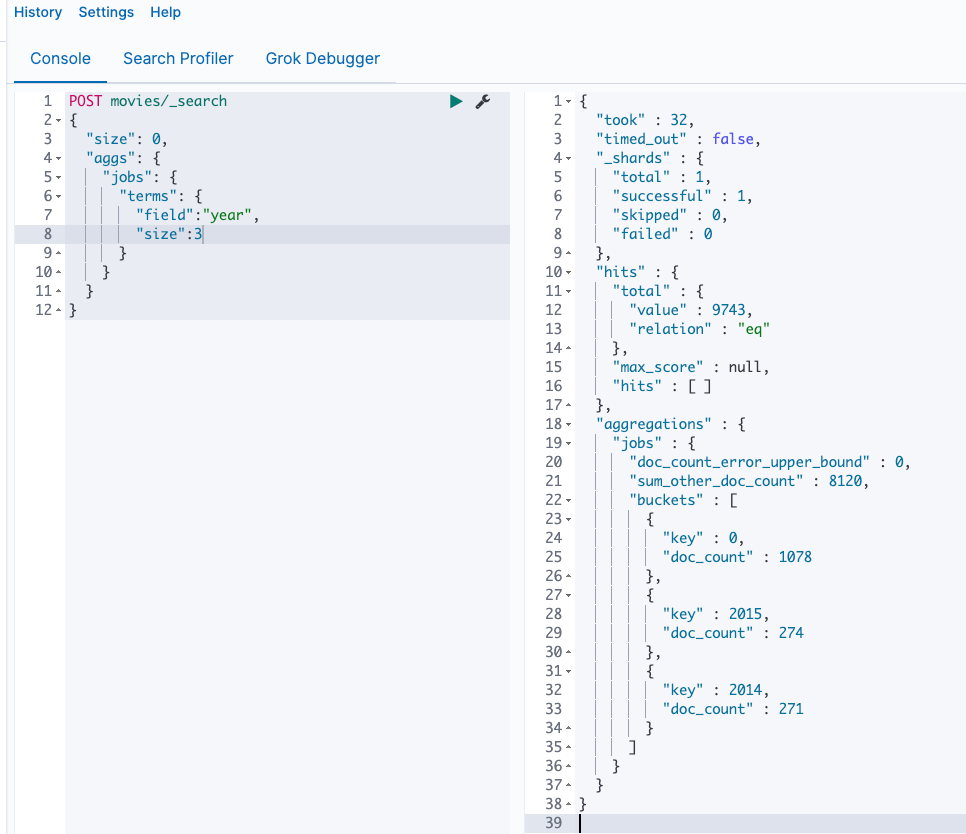 History Settings Help
Console Search Profiler Grok Debugger
1 POST movies/_search
2 {
3 "size": 0,
4 "aggs": {
5 "jobs": {
6 "terms": {
7 "field":"year",
8 "size":3
9 }
10 }
11 }
12 }
1 {
2 "took" : 32,
3 "timed_out" : false,
4 "_shards" : {
5 "total" : 1,
6 "successful" : 1,
7 "skipped" : 0,
8 "failed" : 0
9 },
10 "hits" : {
11 "total" : {
12 "value" : 9743,
13 "relation" : "eq"
14 },
15 "max_score" : null,
16 "hits" : [ ]
17 },
18 "aggregations" : {
19 "jobs" : {
20 "doc_count_error_upper_bound" : 0,
21 "sum_other_doc_count" : 8120,
22 "buckets" : [
23 {
24 "key" : 0,
25 "doc_count" : 1078
26 },
27 {
28 "key" : 2015,
29 "doc_count" : 274
30 },
31 {
32 "key" : 2014,
33 "doc_count" : 271
34 }
35 ]
36 }
37 }
38 }
39